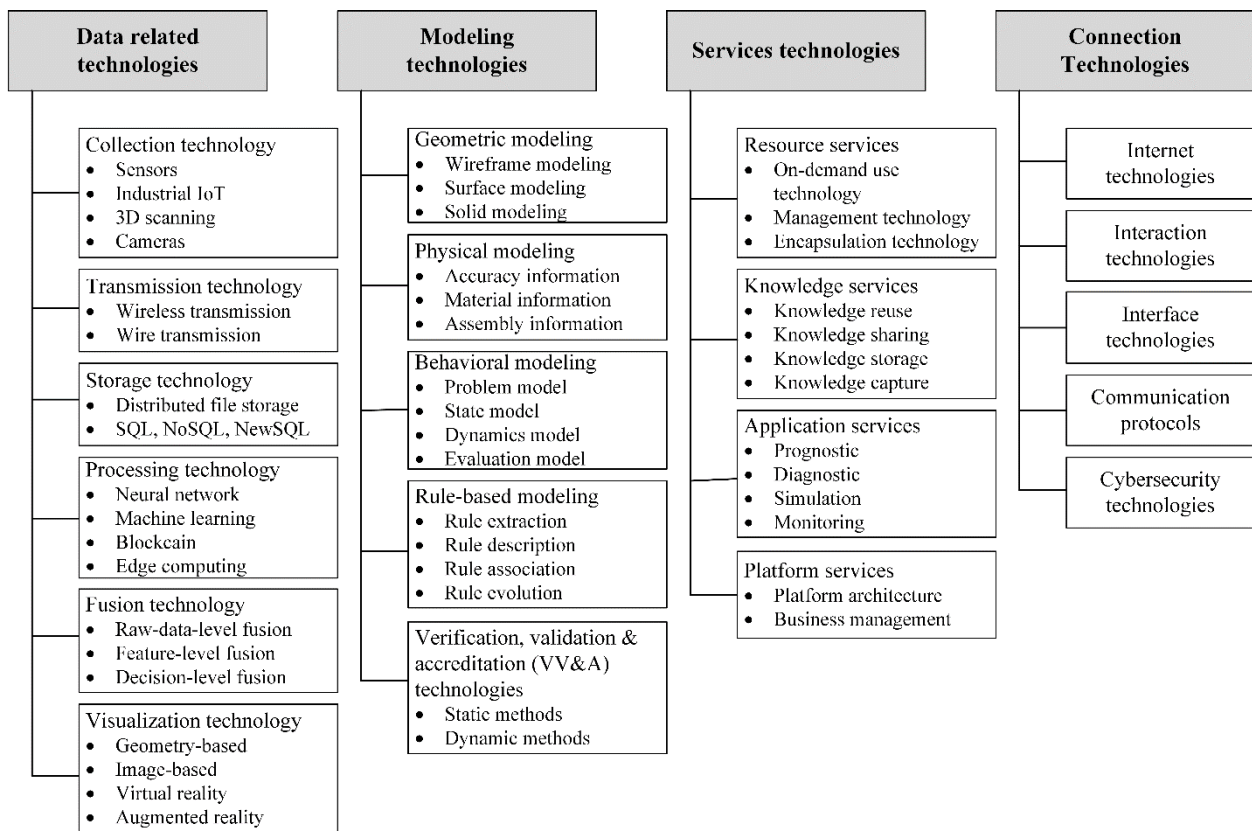 Data related
technologies
Collection technology
• Sensors
• Industrial IoT
• 3D scanning
• Cameras
Transmission technology
• Wireless transmission
• Wire transmission
Storage technology
• Distributed file storage
• SQL, NoSQL, NewSQL
Processing technology
• Neural network
• Machine learning
• Blockcain
• Edge computing
Fusion technology
• Raw-data-level fusion
• Feature-level fusion
• Decision-level fusion
Visualization technology
• Geometry-based
• Image-based
• Virtual reality
• Augmented reality
Modeling
technologies
Geometric modeling
• Wireframe modeling
• Surface modeling
• Solid modeling
Physical modeling
• Accuracy information
• Material information
• Assembly information
Behavioral modeling
• Problem model
• State model
• Dynamics model
• Evaluation model
Rule-based modeling
• Rule extraction
• Rule description
• Rule association
• Rule evolution
Verification, validation &
accreditation (VV&A)
technologies
• Static methods
• Dynamic methods
Services technologies
Resource services
• On-demand use
technology
• Management technology
• Encapsulation technology
Knowledge services
• Knowledge reuse
• Knowledge sharing
• Knowledge storage
• Knowledge capture
Application services
• Prognostic
• Diagnostic
• Simulation
• Monitoring
Platform services
• Platform architecture
• Business management
Connection
Technologies
Internet
technologies
Interaction
technologies
Interface
technologies
Communication
protocols
Cybersecurity
technologies